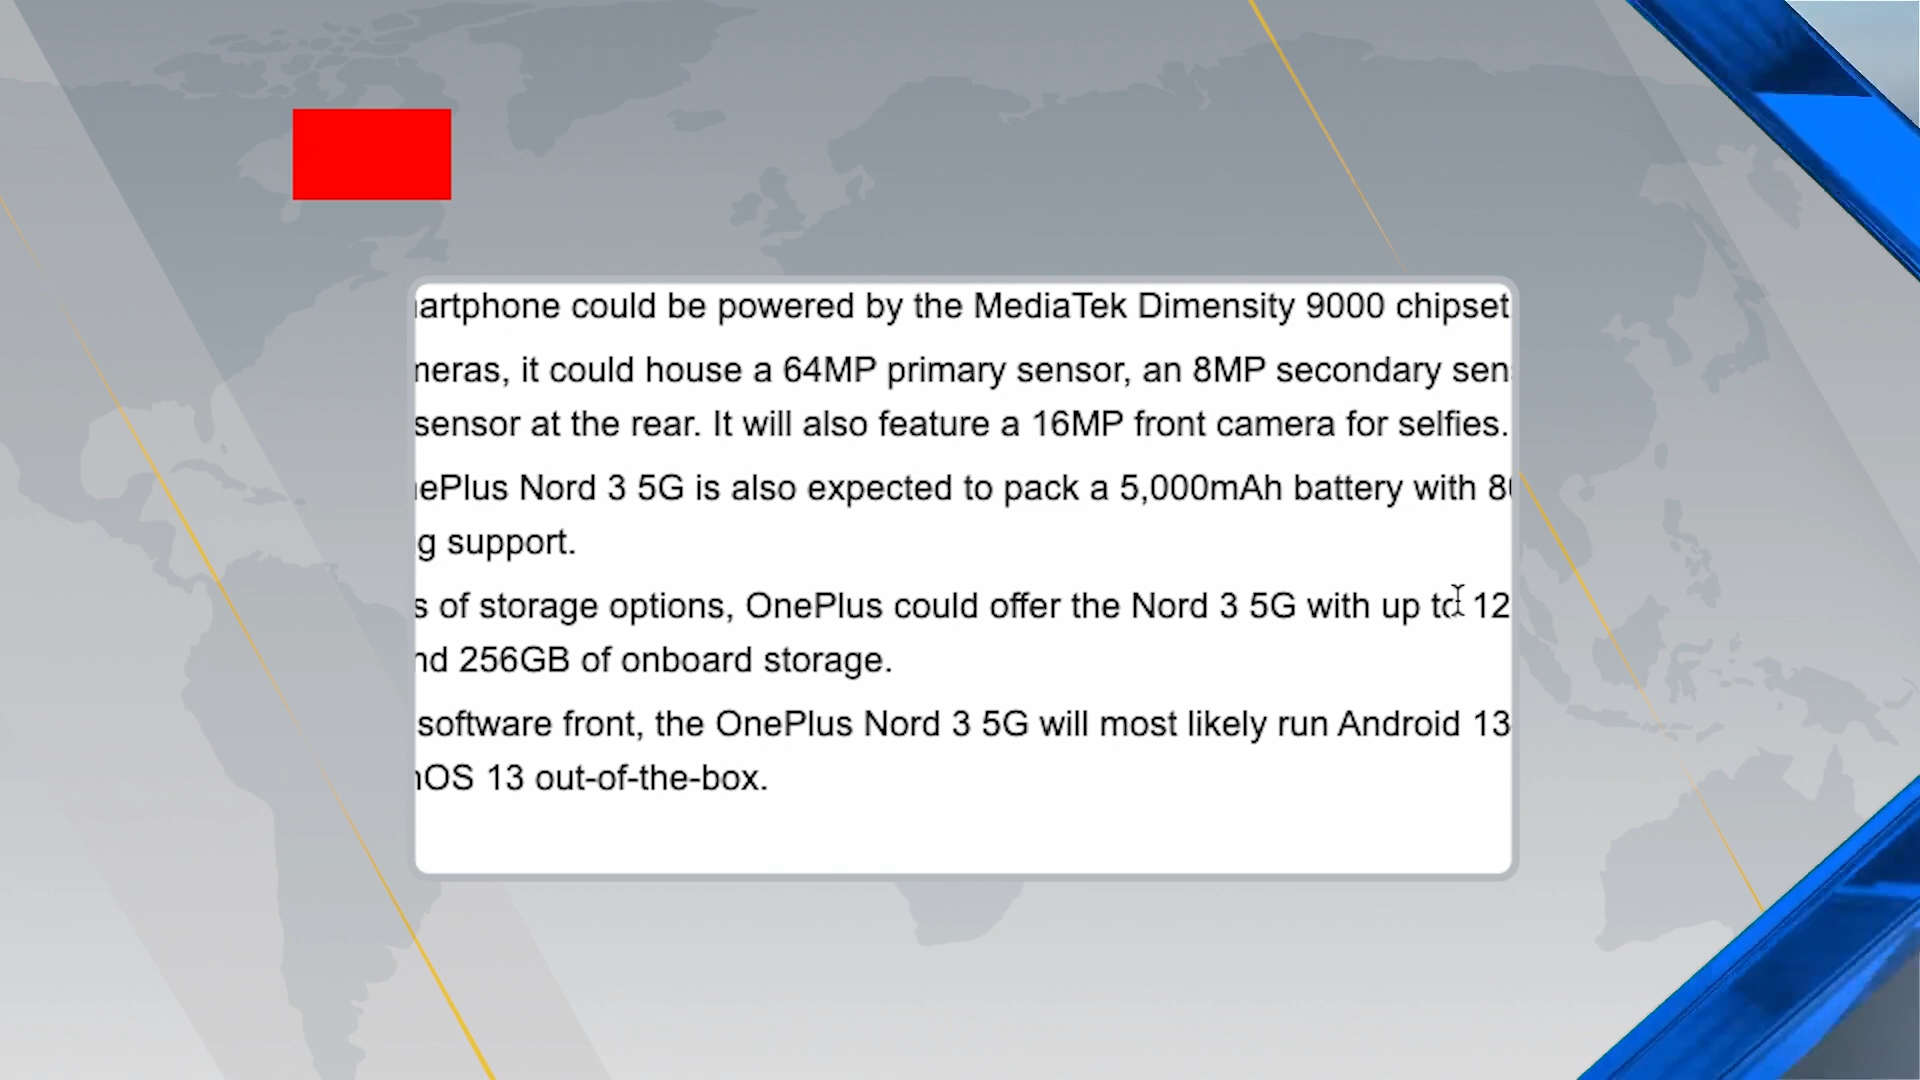 artphone could be powered by the MediaTek Dimensity 9000 chipset
meras, it could house a 64MP primary sensor, an 8MP secondary sen
sensor at the rear. It will also feature a 16MP front camera for selfies.
ePlus Nord 3 5G is also expected to pack a 5,000mAh battery with 8
g support.
s of storage options, OnePlus could offer the Nord 3 5G with up to 12
nd 256GB of onboard storage.
software front, the OnePlus Nord 3 5G will most likely run Android 13
OS 13 out-of-the-box.